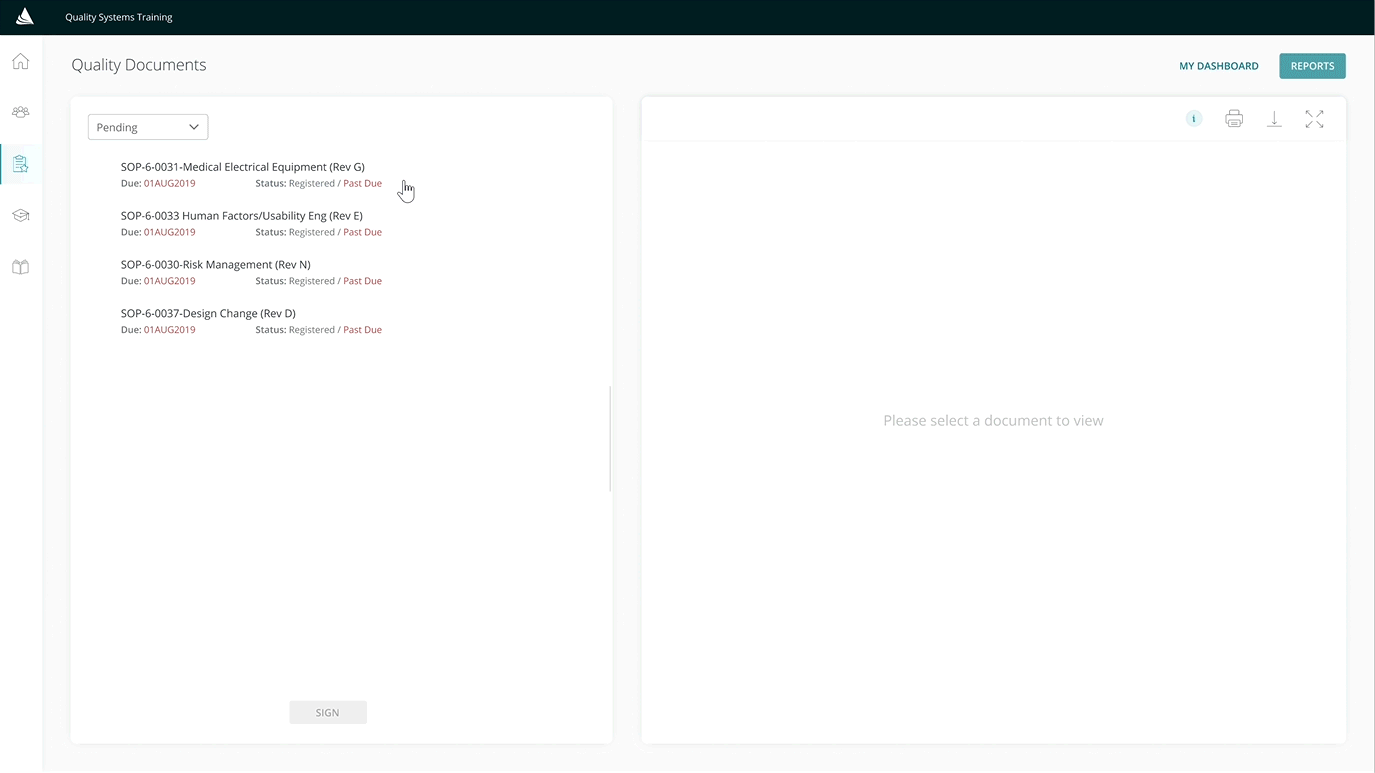 Quality Systems Training
Quality Documents
MY DASHBOARD
REPORTS
Pending
SOP-6-0031-Medical Electrical Equipment (Rev G)
Due: 01AUG2019 Status: Registered / Past Due
SOP-6-0033 Human Factors/Usability Eng (Rev E)
Due: 01AUG2019 Status: Registered / Past Due
SOP-6-0030-Risk Management (Rev N)
Due: 01AUG2019 Status: Registered / Past Due
SOP-6-0037-Design Change (Rev D)
Due: 01AUG2019 Status: Registered / Past Due
SIGN
i
Please select a document to view